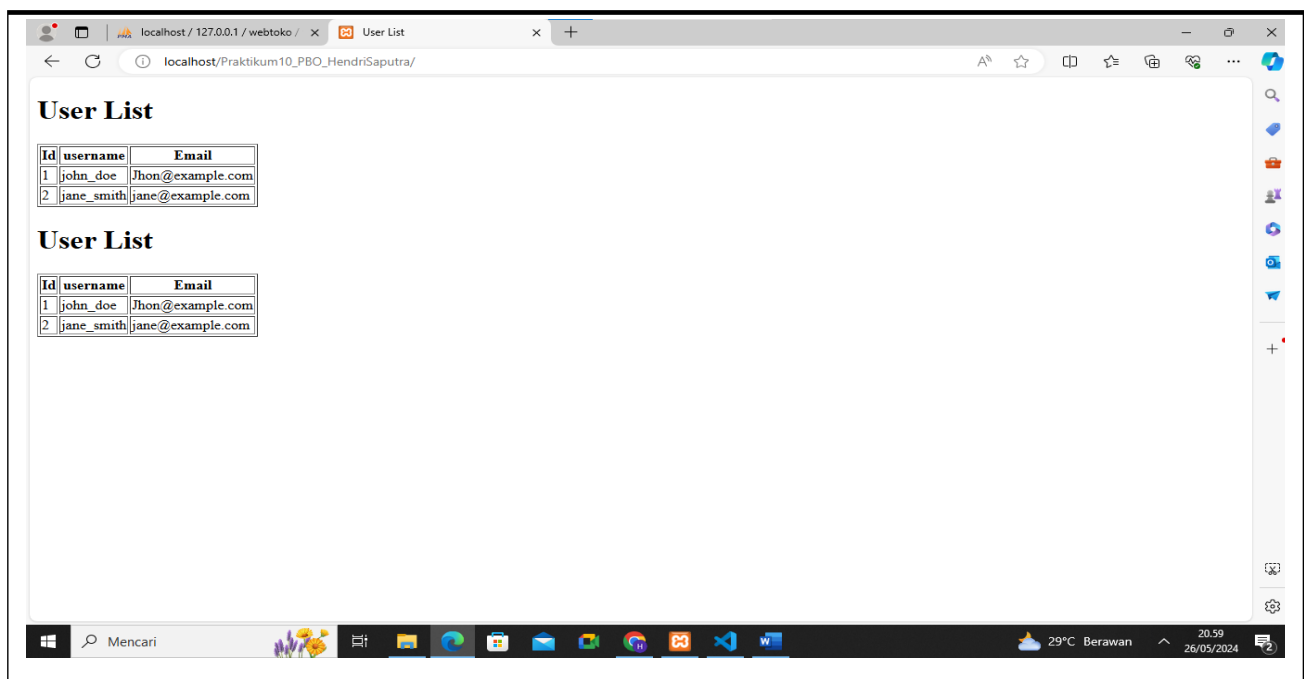 localhost / 127.0.0.1 / webtoko /
User List
localhost/Praktikum10_PBO_HendriSaputra/
User List
Id username Email
1 john_doe Jhon@example.com
2 jane_smith jane@example.com
User List
Id username Email
1 john_doe Jhon@example.com
2 jane_smith jane@example.com
Mencari
29°C Berawan
20.59
26/05/2024